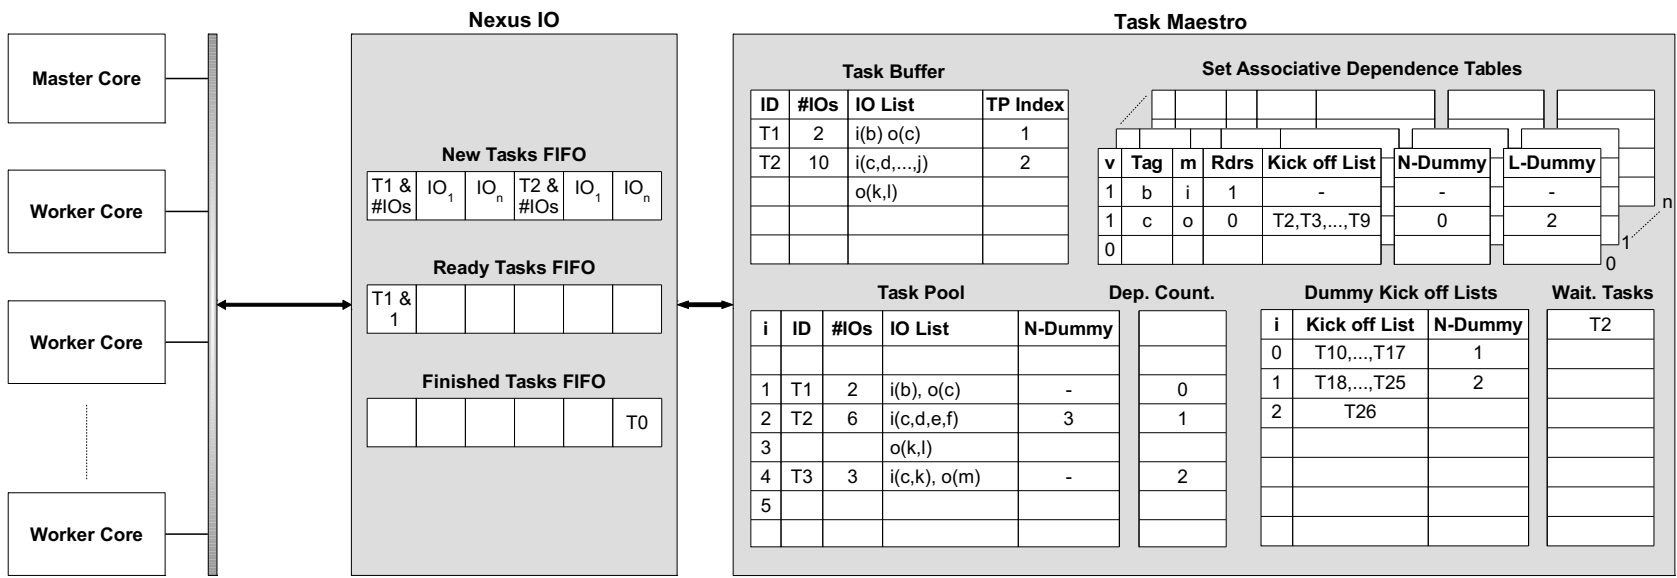 Nexus IO
Task Maestro
Master Core
Worker Core
Worker Core
Worker Core
New Tasks FIFO
T1 & #IOs IO1 IOn T2 & #IOs IO1 IOn
Ready Tasks FIFO
T1 & 1
Finished Tasks FIFO
T0
Task Buffer
ID #IOs IO List TP Index
T1 2 i(b) o(c) 1
T2 10 i(c,d,...,j) 2
o(k,l)
Set Associative Dependence Tables
v Tag m Rdrs Kick off List N-Dummy L-Dummy
1 b i 1 - - -
1 c o 0 T2,T3,...,T9 0 2
0
0
1
n
Task Pool Dep. Count.
i ID #IOs IO List N-Dummy
1 T1 2 i(b), o(c) - 0
2 T2 6 i(c,d,e,f) 3 1
3 o(k,l)
4 T3 3 i(c,k), o(m) - 2
5
Dummy Kick off Lists
i Kick off List N-Dummy
0 T10,...,T17 1
1 T18,...,T25 2
2 T26
Wait. Tasks
T2